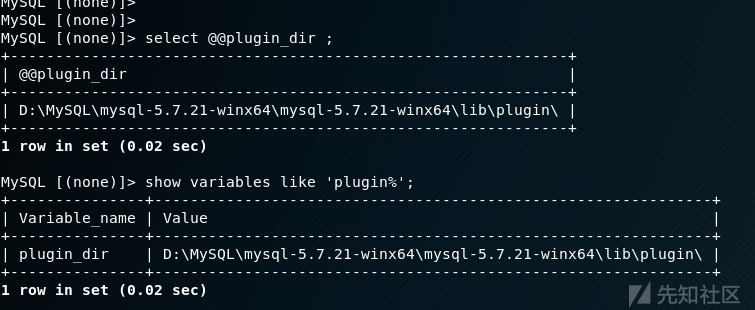 MySQL [(none)]>
MySQL [(none)]>
MySQL [(none)]> select @@plugin_dir ;
+---------------------------------------------------------------+
| @@plugin_dir                                                  |
+---------------------------------------------------------------+
| D:\MySQL\mysql-5.7.21-winx64\mysql-5.7.21-winx64\lib\plugin\ |
+---------------------------------------------------------------+
1 row in set (0.02 sec)
MySQL [(none)]> show variables like 'plugin%';
+---------------+---------------------------------------------------------------+
| Variable_name | Value                                                         |
+---------------+---------------------------------------------------------------+
| plugin_dir    | D:\MySQL\mysql-5.7.21-winx64\mysql-5.7.21-winx64\lib\plugin\ |
+---------------+---------------------------------------------------------------+
1 row in set (0.02 sec)
先知社区